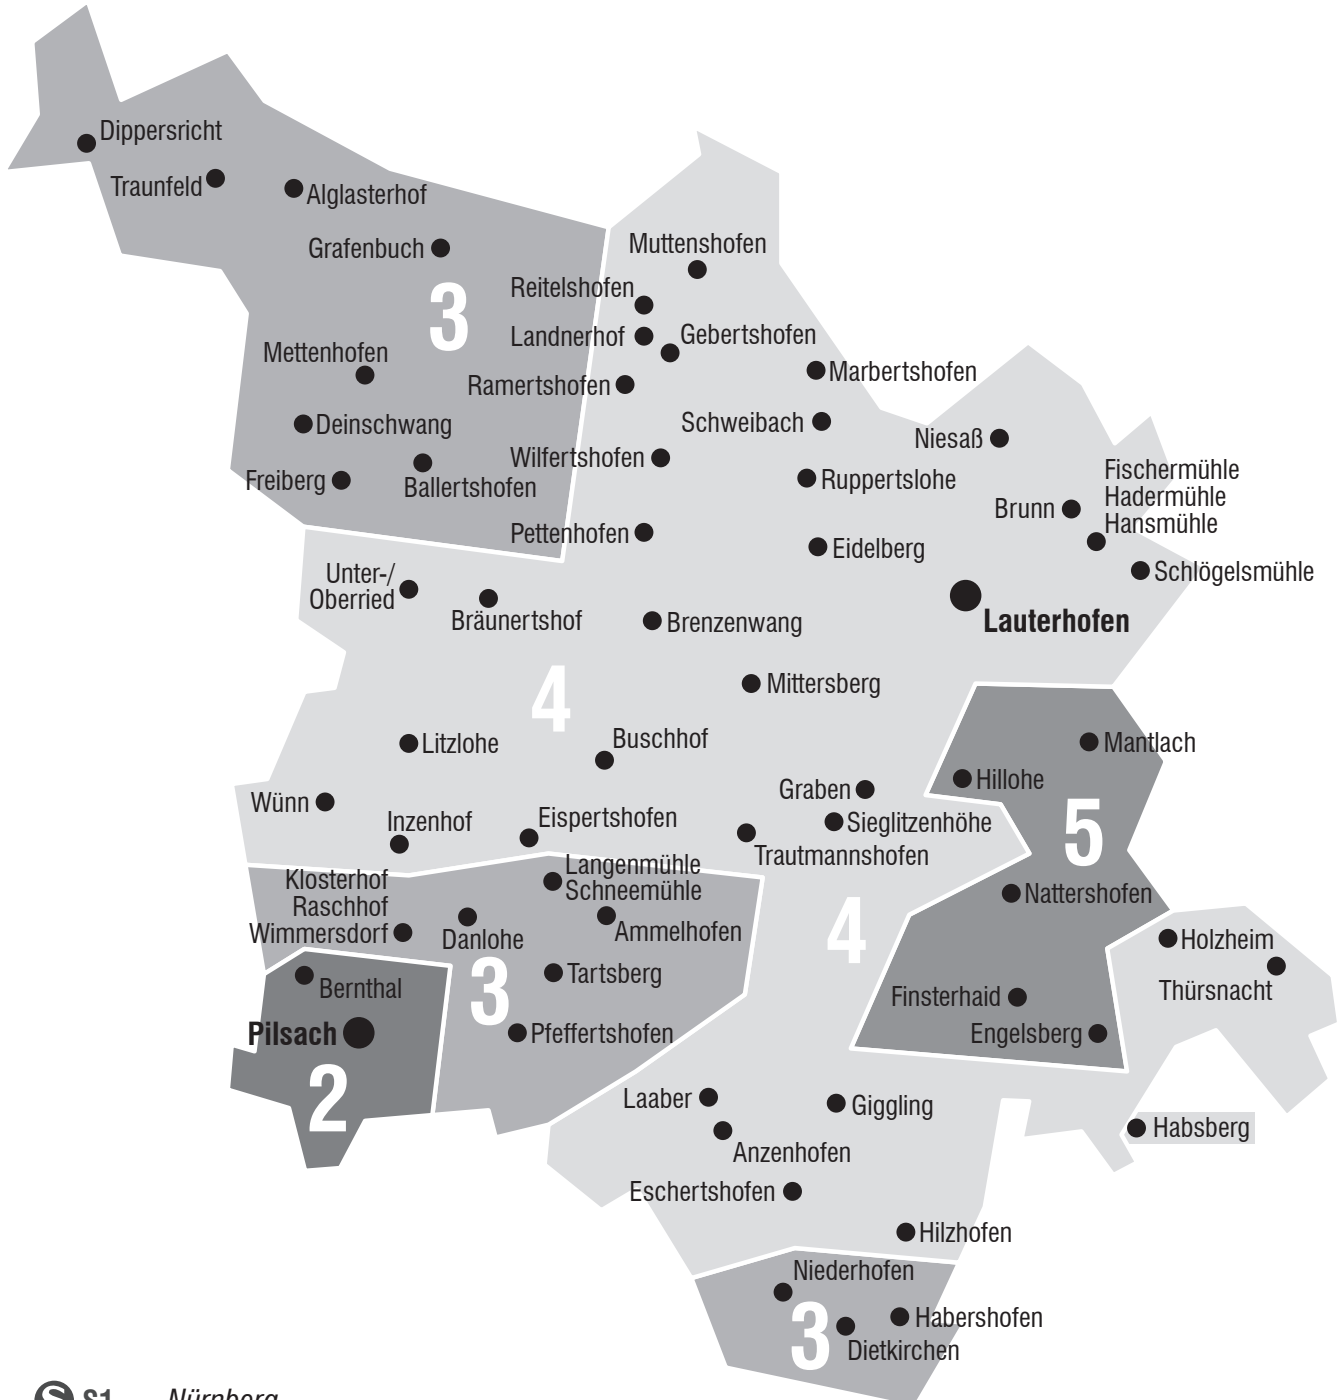 Dippersricht
Traunfeld
Alglasterhof
Grafenbuch
3
Muttenshofen
Reitelshofen
Landnerhof
Gebertshofen
Mettenhofen
Ramertshofen
Marbertshofen
Deinschwang
Schweibach
Niesaß
Wilfertshofen
Freiberg
Ballertshofen
Ruppertslohe
Fischermühle
Hadermühle
Hansmühle
Brunn
Pettenhofen
Eidelberg
Schlögelsmühle
Unter-/
Oberried
Bräunertshof
Brenzenwang
Lauterhofen
4
Mittersberg
Litzlohe
Buschhof
Mantlach
Hillohe
Wünn
Graben
Inzenhof
Eispertshofen
Sieglitzenhöhe
5
Trautmannshofen
Langenmühle
Schneemühle
Klosterhof
Raschhof
Wimmersdorf
Nattershofen
Danlohe
Ammelhofen
4
Holzheim
Tartsberg
Thürsnacht
3
Bernthal
Finsterhaid
Pilsach
Pfeffertshofen
Engelsberg
2
Laaber
Giggling
Habsberg
Anzenhofen
Eschertshofen
Hilzhofen
Niederhofen
3
Habershofen
Dietkirchen
S S1 Nürnberg